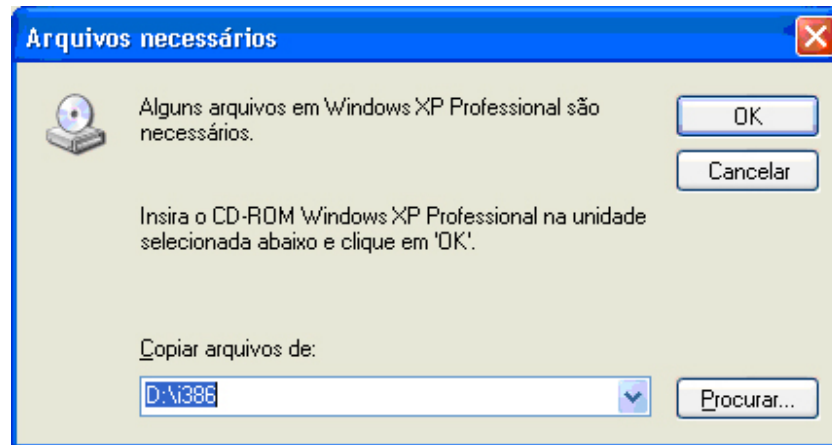 Arquivos necessários
Alguns arquivos em Windows XP Professional são
necessários.
OK
Cancelar
Insira o CD-ROM Windows XP Professional na unidade
selecionada abaixo e clique em 'OK'.
Copiar arquivos de:
D:\i386
Procurar...